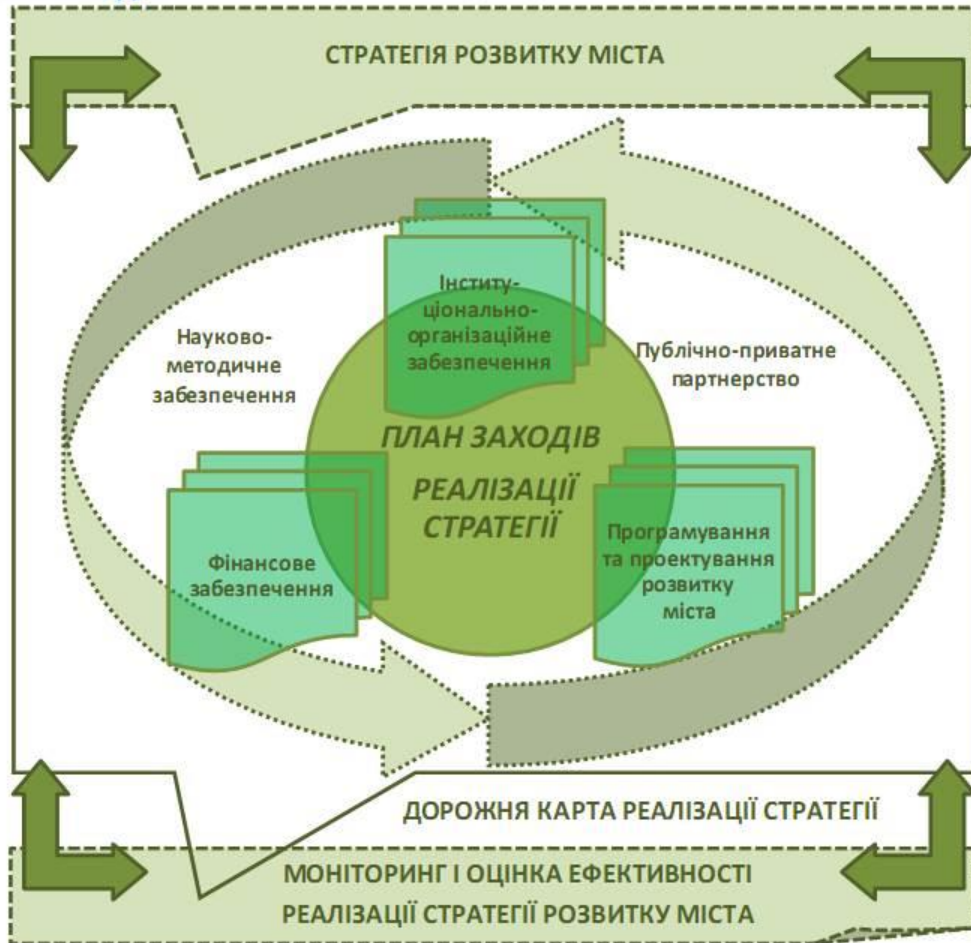 СТРАТЕГІЯ РОЗВИТКУ МІСТА
Інститу-
ціонально-
організаційне
забезпечення
Науково-
методичне
забезпечення
Публічно-приватне
партнерство
ПЛАН ЗАХОДІВ
РЕАЛІЗАЦІЇ
СТРАТЕГІЇ
Фінансове
забезпечення
Програмування
та проектування
розвитку
міста
ДОРОЖНЯ КАРТА РЕАЛІЗАЦІЇ СТРАТЕГІЇ
МОНІТОРИНГ І ОЦІНКА ЕФЕКТИВНОСТІ
РЕАЛІЗАЦІЇ СТРАТЕГІЇ РОЗВИТКУ МІСТА